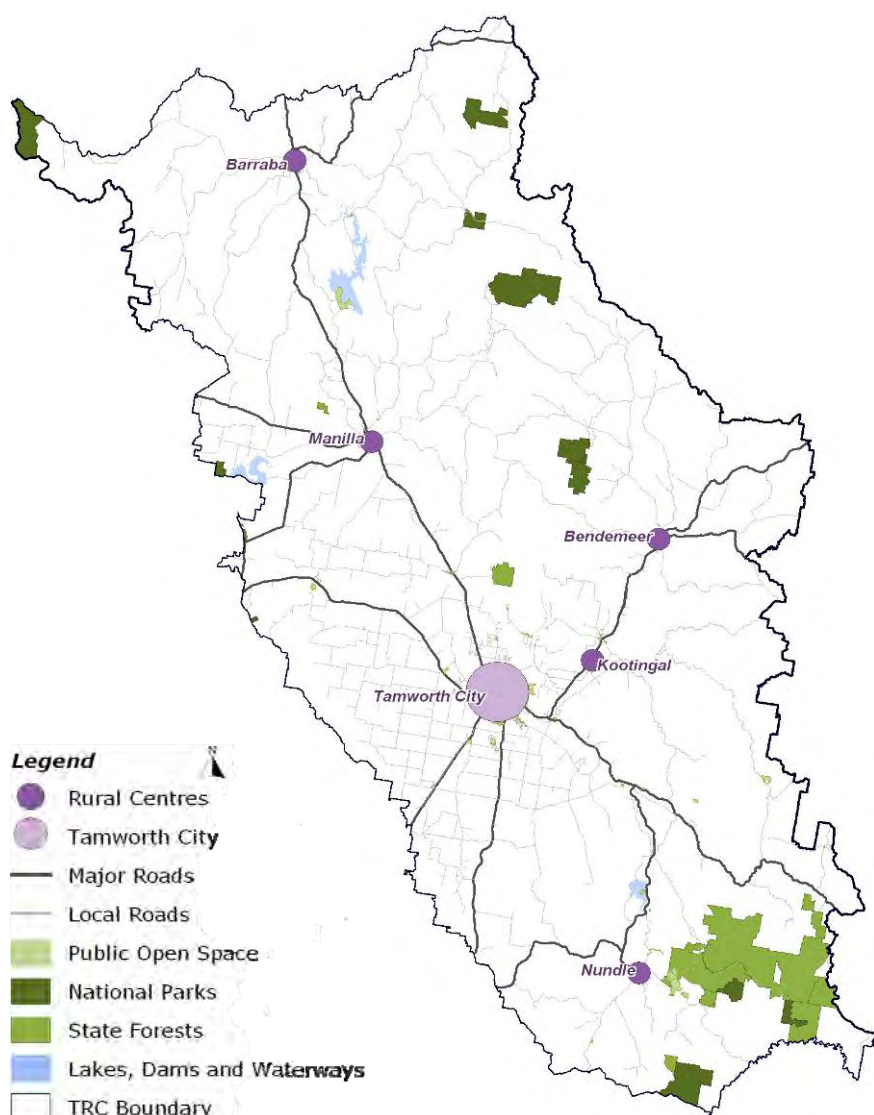 Barraba
Manilla
Bendemeer
Kootingal
Tamworth City
Nundle
Legend
N
Rural Centres
Tamworth City
Major Roads
Local Roads
Public Open Space
National Parks
State Forests
Lakes, Dams and Waterways
TRC Boundary